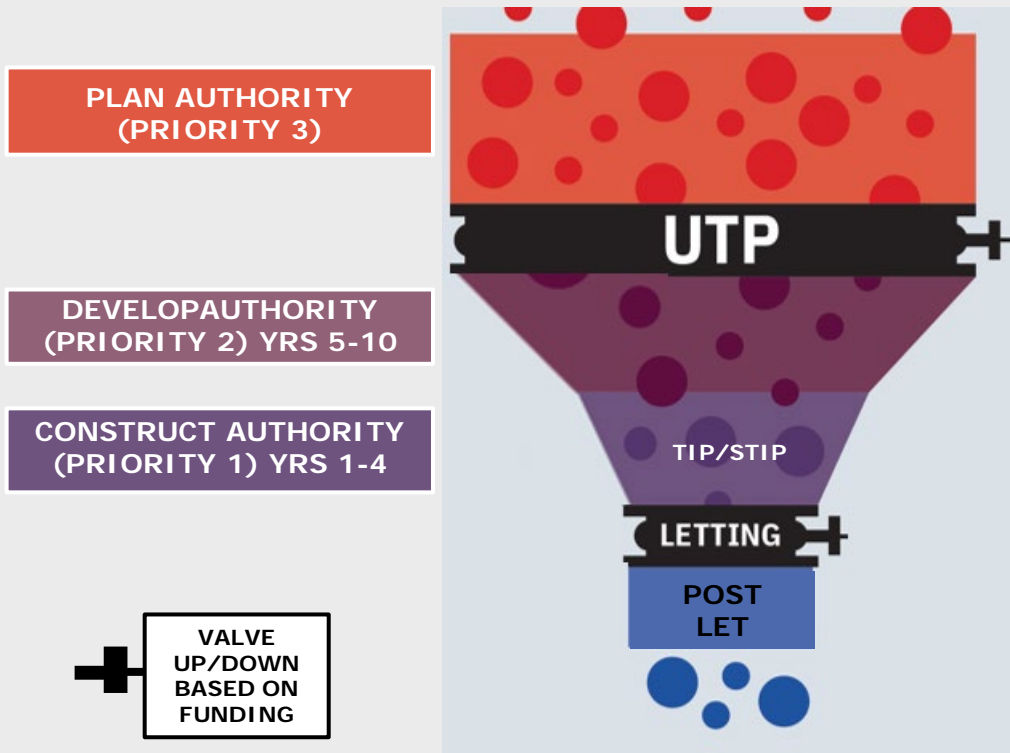 PLAN AUTHORITY
(PRIORITY 3)
UTP
DEVELOPAUTHORITY
(PRIORITY 2) YRS 5-10
CONSTRUCT AUTHORITY
(PRIORITY 1) YRS 1-4
TIP/STIP
LETTING
POST
LET
VALVE
UP/DOWN
BASED ON
FUNDING